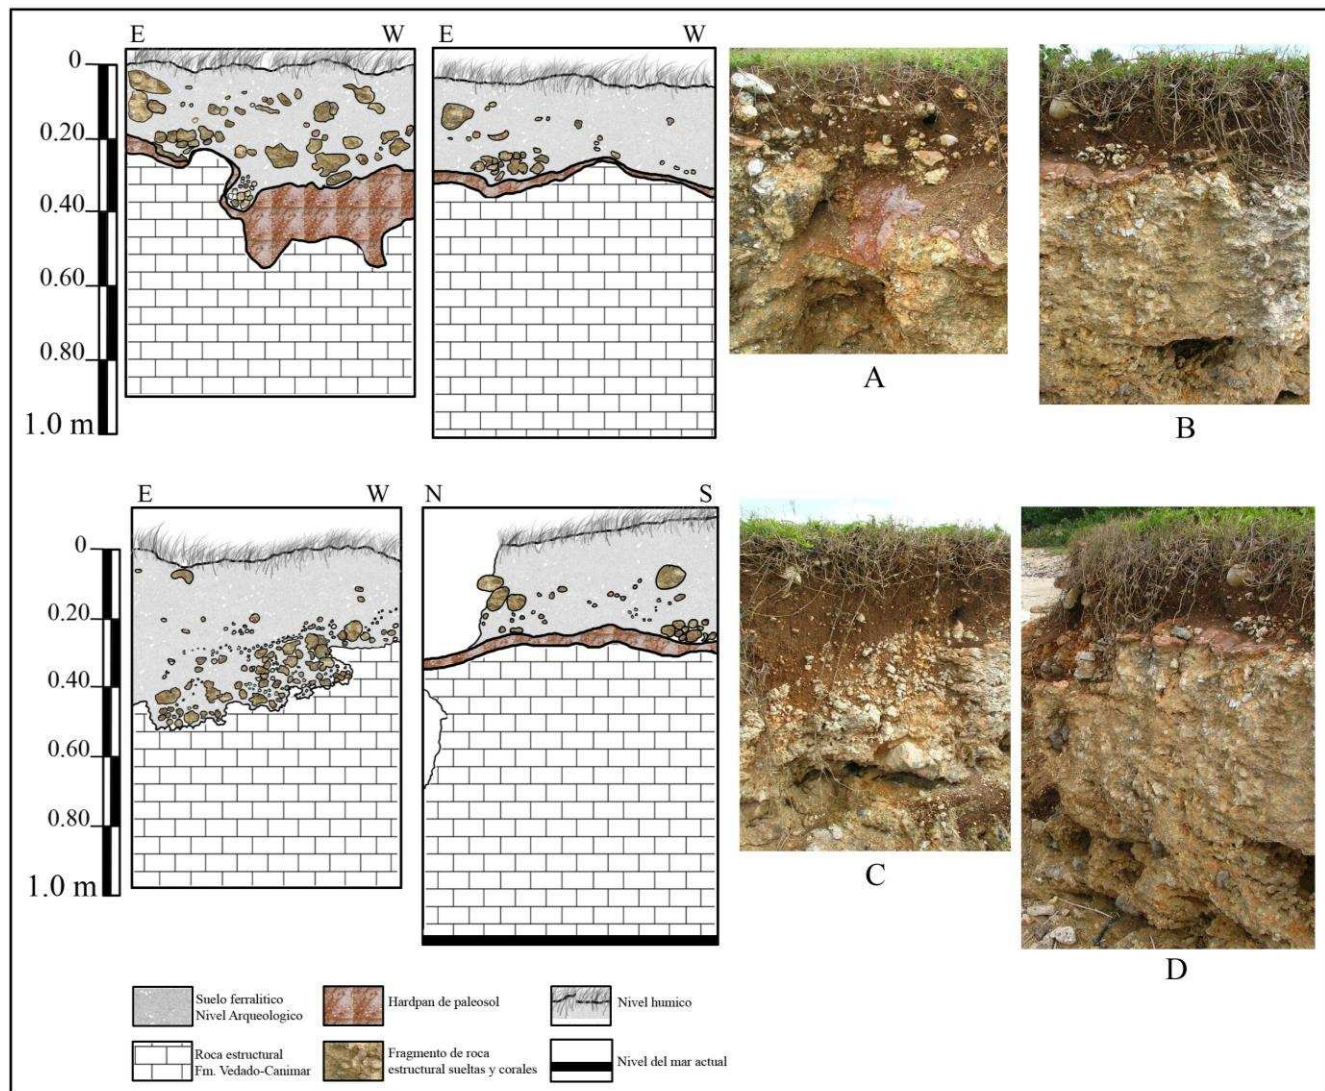 E W
E W
0
0.20
0.40
0.60
0.80
1.0 m
A
B
E W
N S
0
0.20
0.40
0.60
0.80
1.0 m
C
D
Suelo ferralitico
Nivel Arqueologico
Hardpan de paleosol
Nivel humico
Roca estructural
Fm. Vedado-Canimar
Fragmento de roca
estructural sueltas y corales
Nivel del mar actual